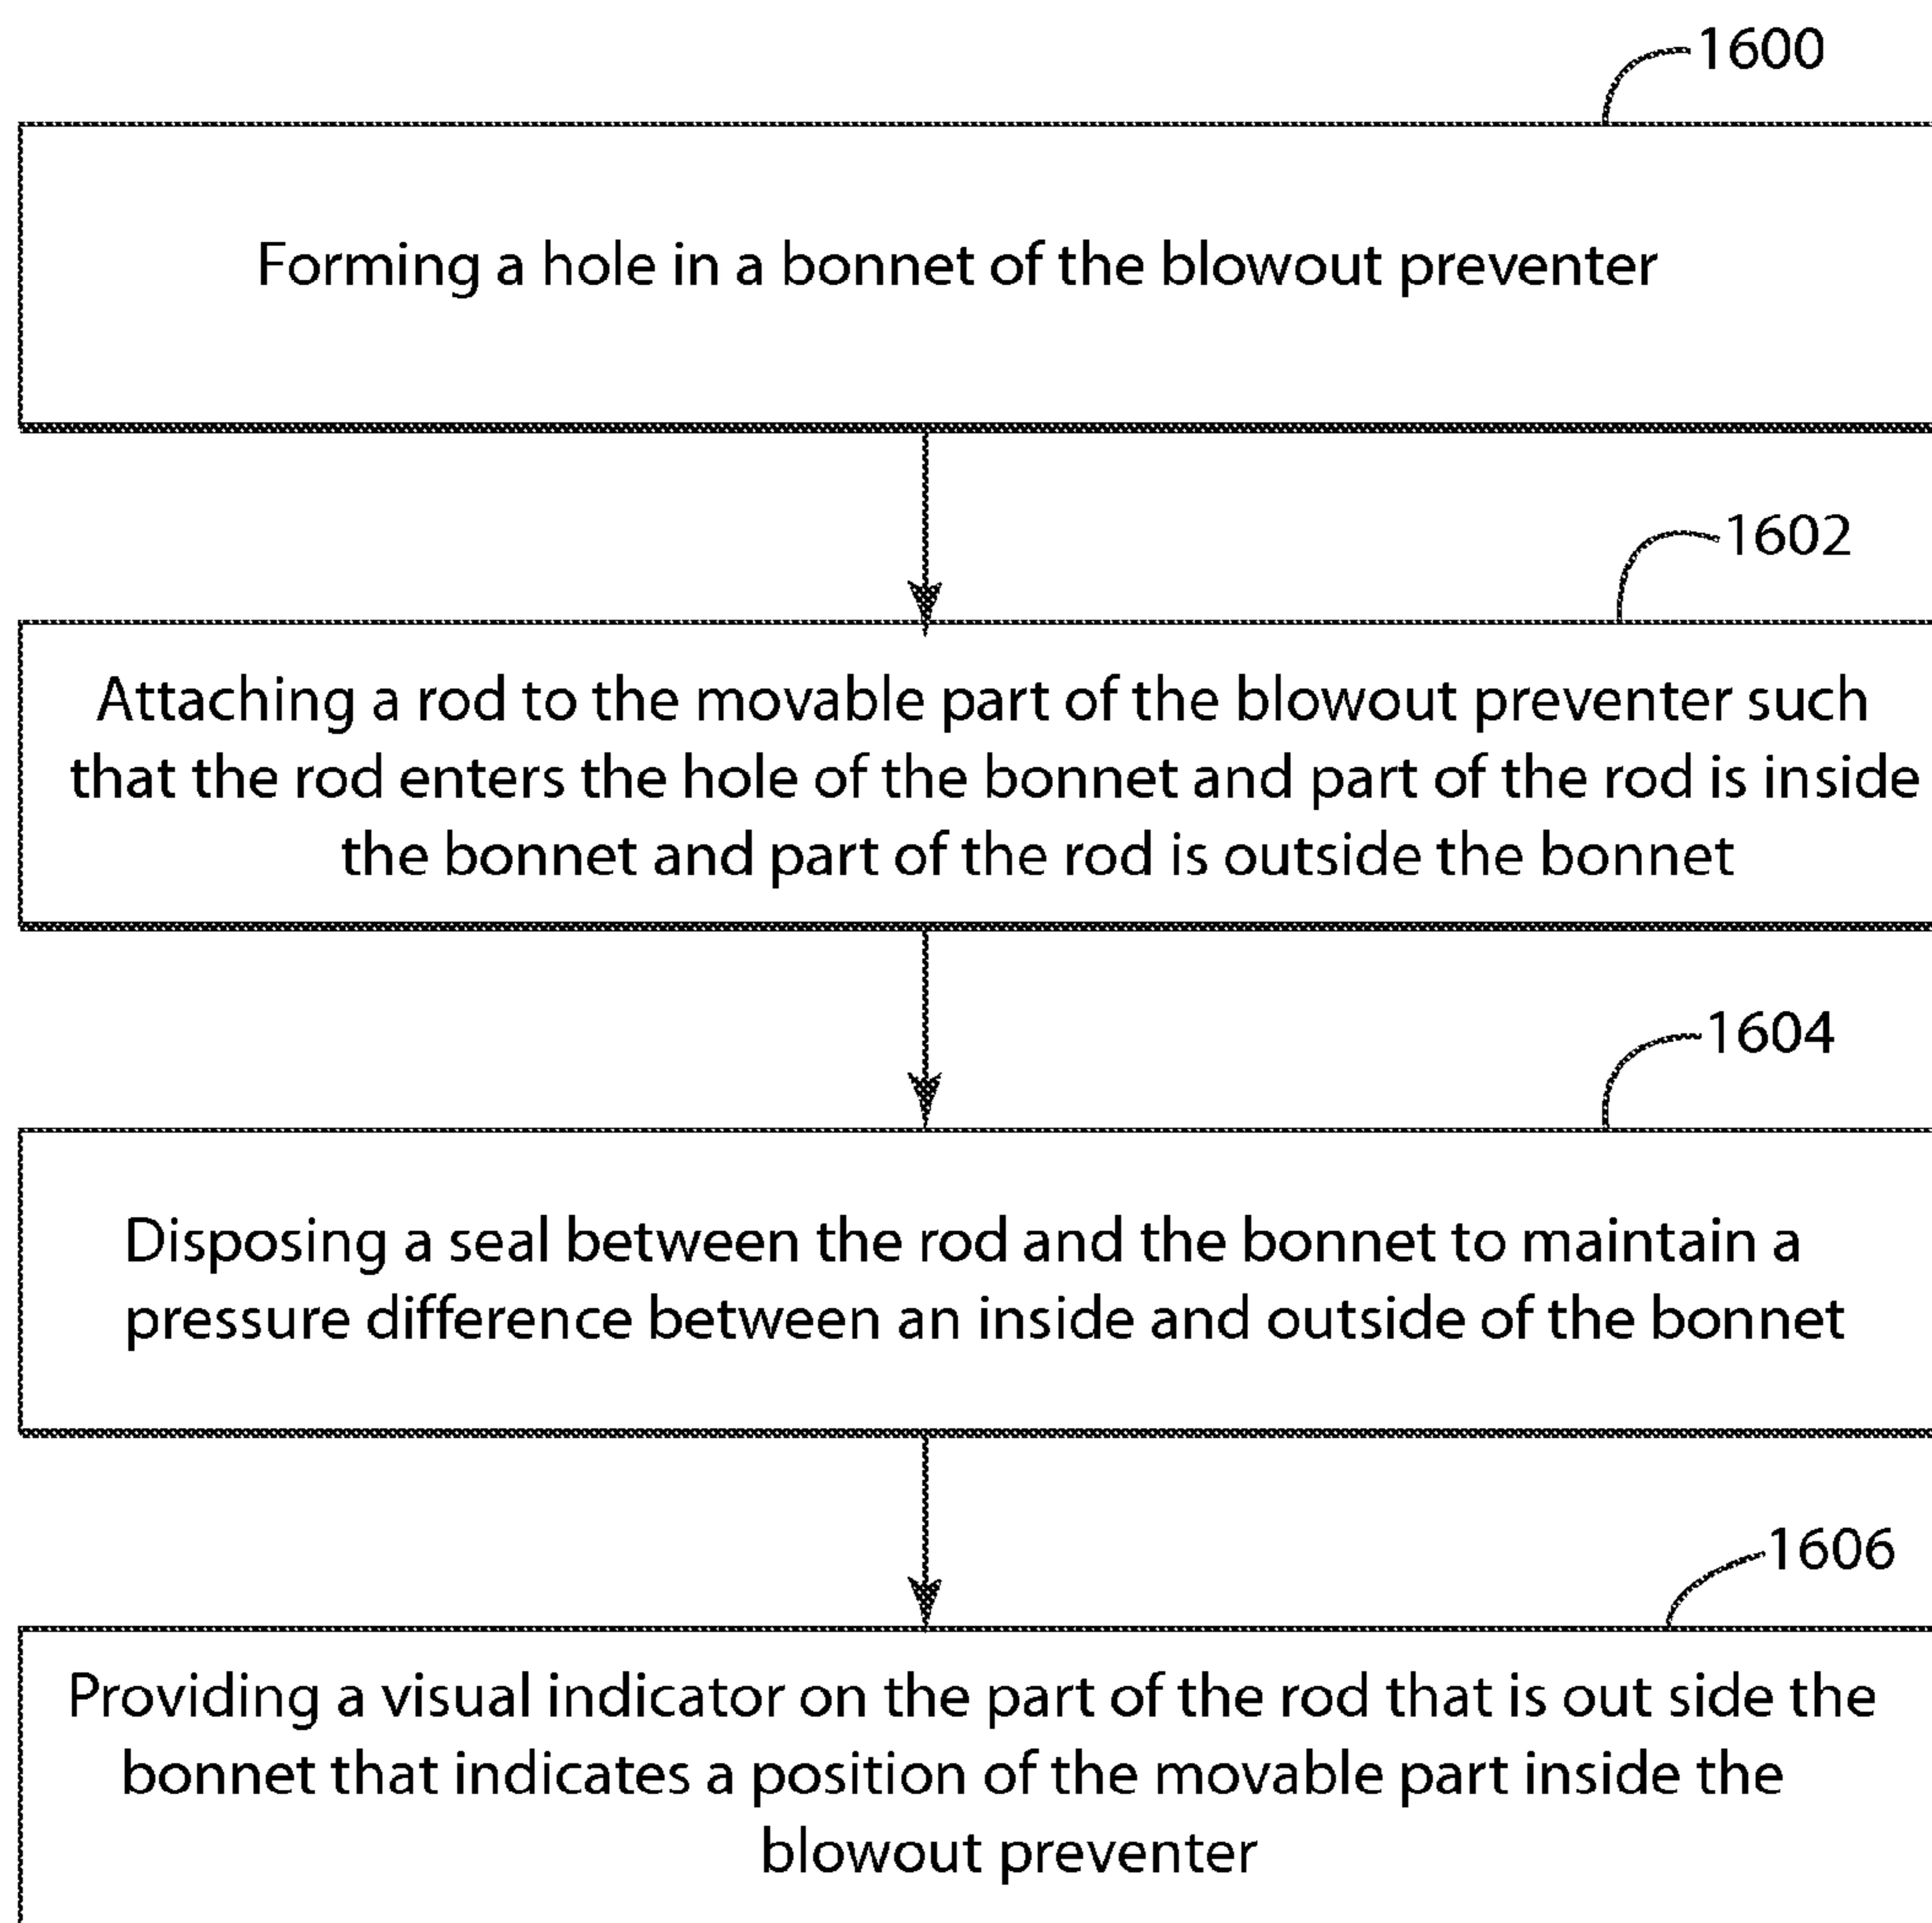 1600
Forming a hole in a bonnet of the blowout preventer
1602
Attaching a rod to the movable part of the blowout preventer such
that the rod enters the hole of the bonnet and part of the rod is inside
the bonnet and part of the rod is outside the bonnet
1604
Disposing a seal between the rod and the bonnet to maintain a
pressure difference between an inside and outside of the bonnet
1606
Providing a visual indicator on the part of the rod that is out side the
bonnet that indicates a position of the movable part inside the
blowout preventer